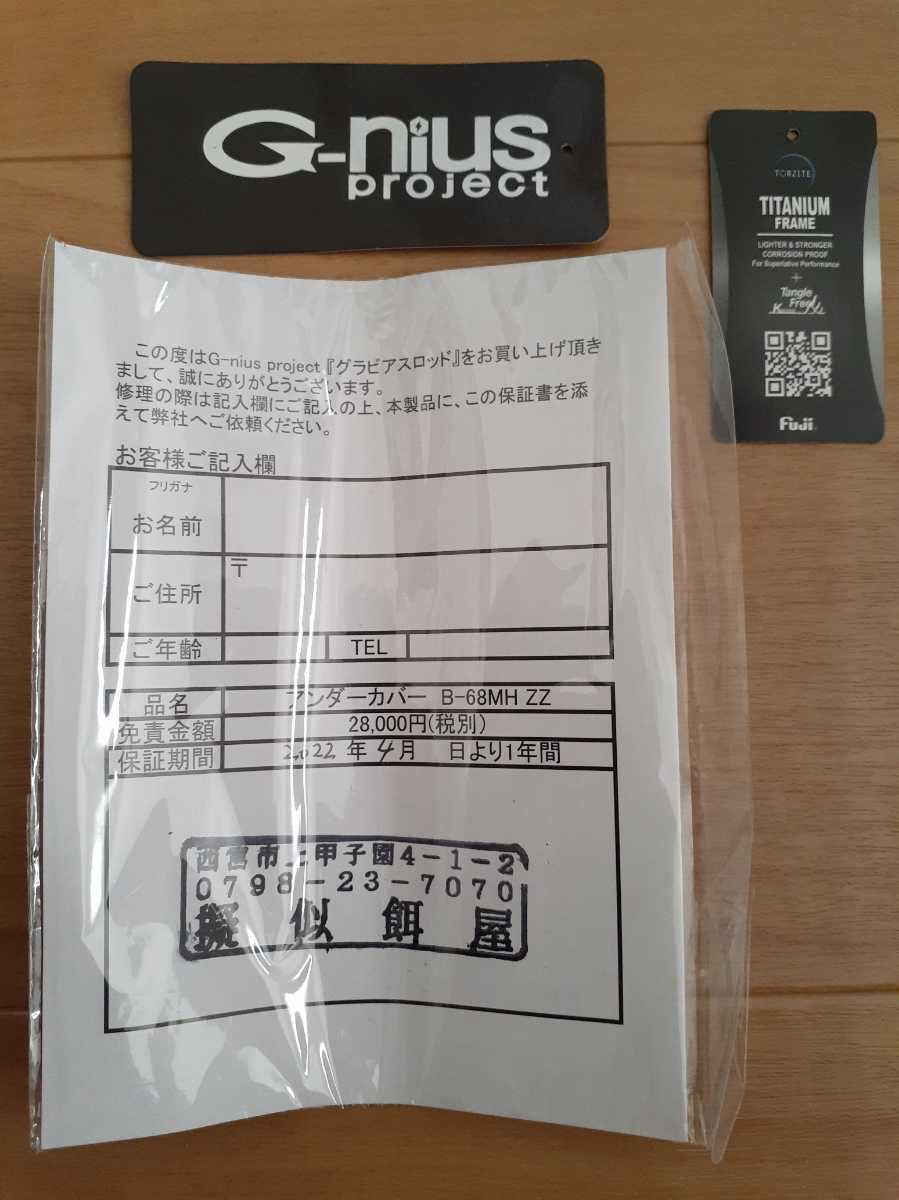 G-nius
project
TORZITE
TITANIUM
FRAME
LIGHTER & STRONGER
CORROSION PROOF
For Superlative Performance
+
Tangle
Free
Fuji
この度はG-nius project『グラビアスロッド』をお買い上げ頂き
まして、誠にありがとうございます。
修理の際は記入欄にご記入の上、本製品に、この保証書を添
えて弊社へご依頼ください。
お客様ご記入欄
フリガナ
お名前
〒
ご住所
ご年齢 TEL
品名 アンダーカバー B-68MH ZZ
免責金額 28,000円(税別)
保証期間 2022年4月 日より1年間
西宮市上甲子園4-1-2
0798-23-7070
擬似餌屋